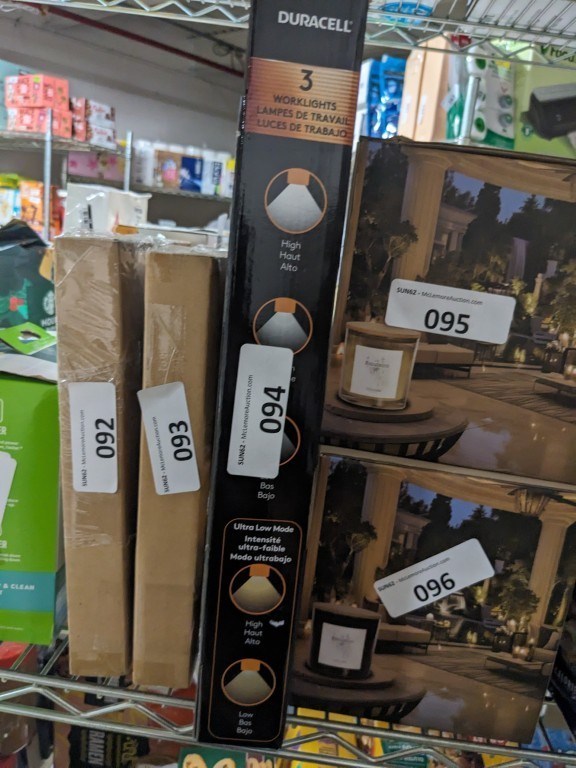 DURACELL
3
WORKLIGHTS
LAMPES DE TRAVAIL
LUCES DE TRABAJO
High
Haut
Alto
SUN62 - McLemoreAuction.com
092
SUN62 - McLemoreAuction.com
093
SUN62 - McLemoreAuction.com
094
SUN62 - McLemoreAuction.com
095
SUN62 - McLemoreAuction.com
096
Bas
Bajo
Ultra Low Mode
Intensité
ultra-faible
Modo ultrabajo
High
Haut
Alto
Low
Bas
Bajo
& CLEAN